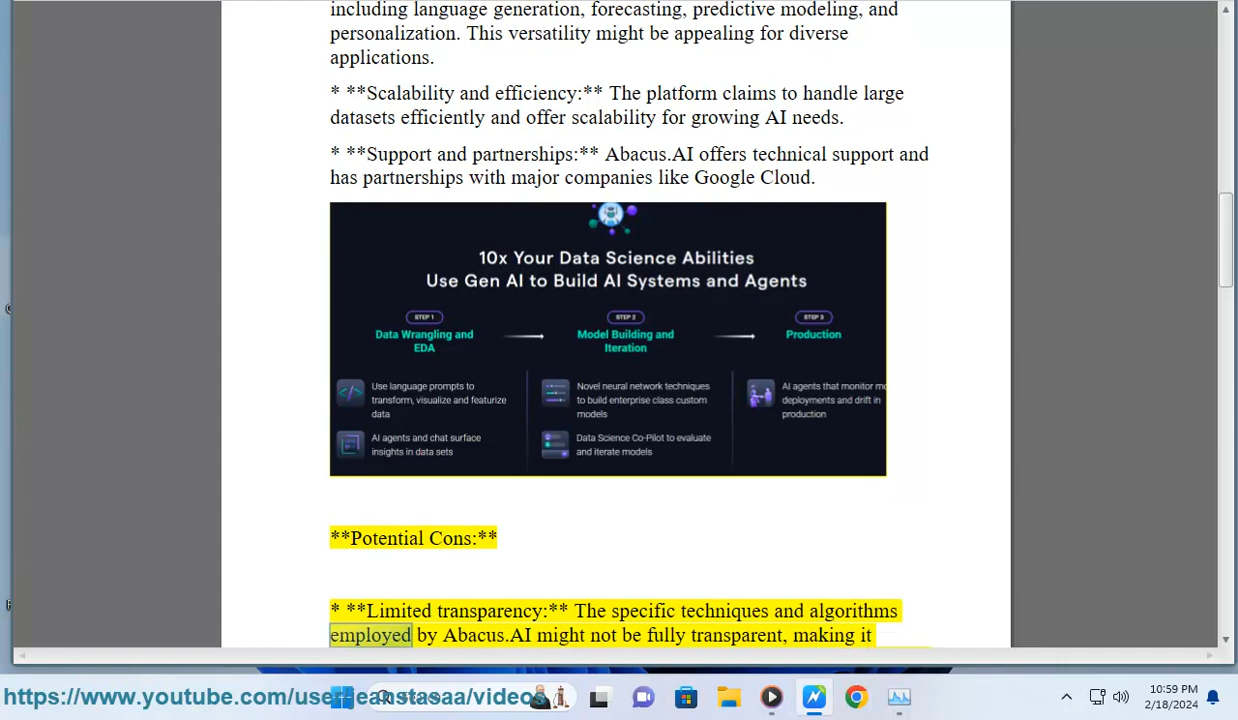 including language generation, forecasting, predictive modeling, and
personalization. This versatility might be appealing for diverse
applications.
* **Scalability and efficiency:** The platform claims to handle large
datasets efficiently and offer scalability for growing AI needs.
* **Support and partnerships:** Abacus.AI offers technical support and
has partnerships with major companies like Google Cloud.
10x Your Data Science Abilities
Use Gen AI to Build AI Systems and Agents
STEP 1
Data Wrangling and
EDA
Use language prompts to
transform, visualize and featurize
data
AI agents and chat surface
insights in data sets
STEP 2
Model Building and
Iteration
Novel neural network techniques
to build enterprise class custom
models
Data Science Co-Pilot to evaluate
and iterate models
STEP 3
Production
AI agents that monitor
deployments and drift in
production
**Potential Cons:**
* **Limited transparency:** The specific techniques and algorithms
employed by Abacus.AI might not be fully transparent, making it
https://www.youtube.com/user/jeanstasaa/videos
10:59 PM
2/18/2024